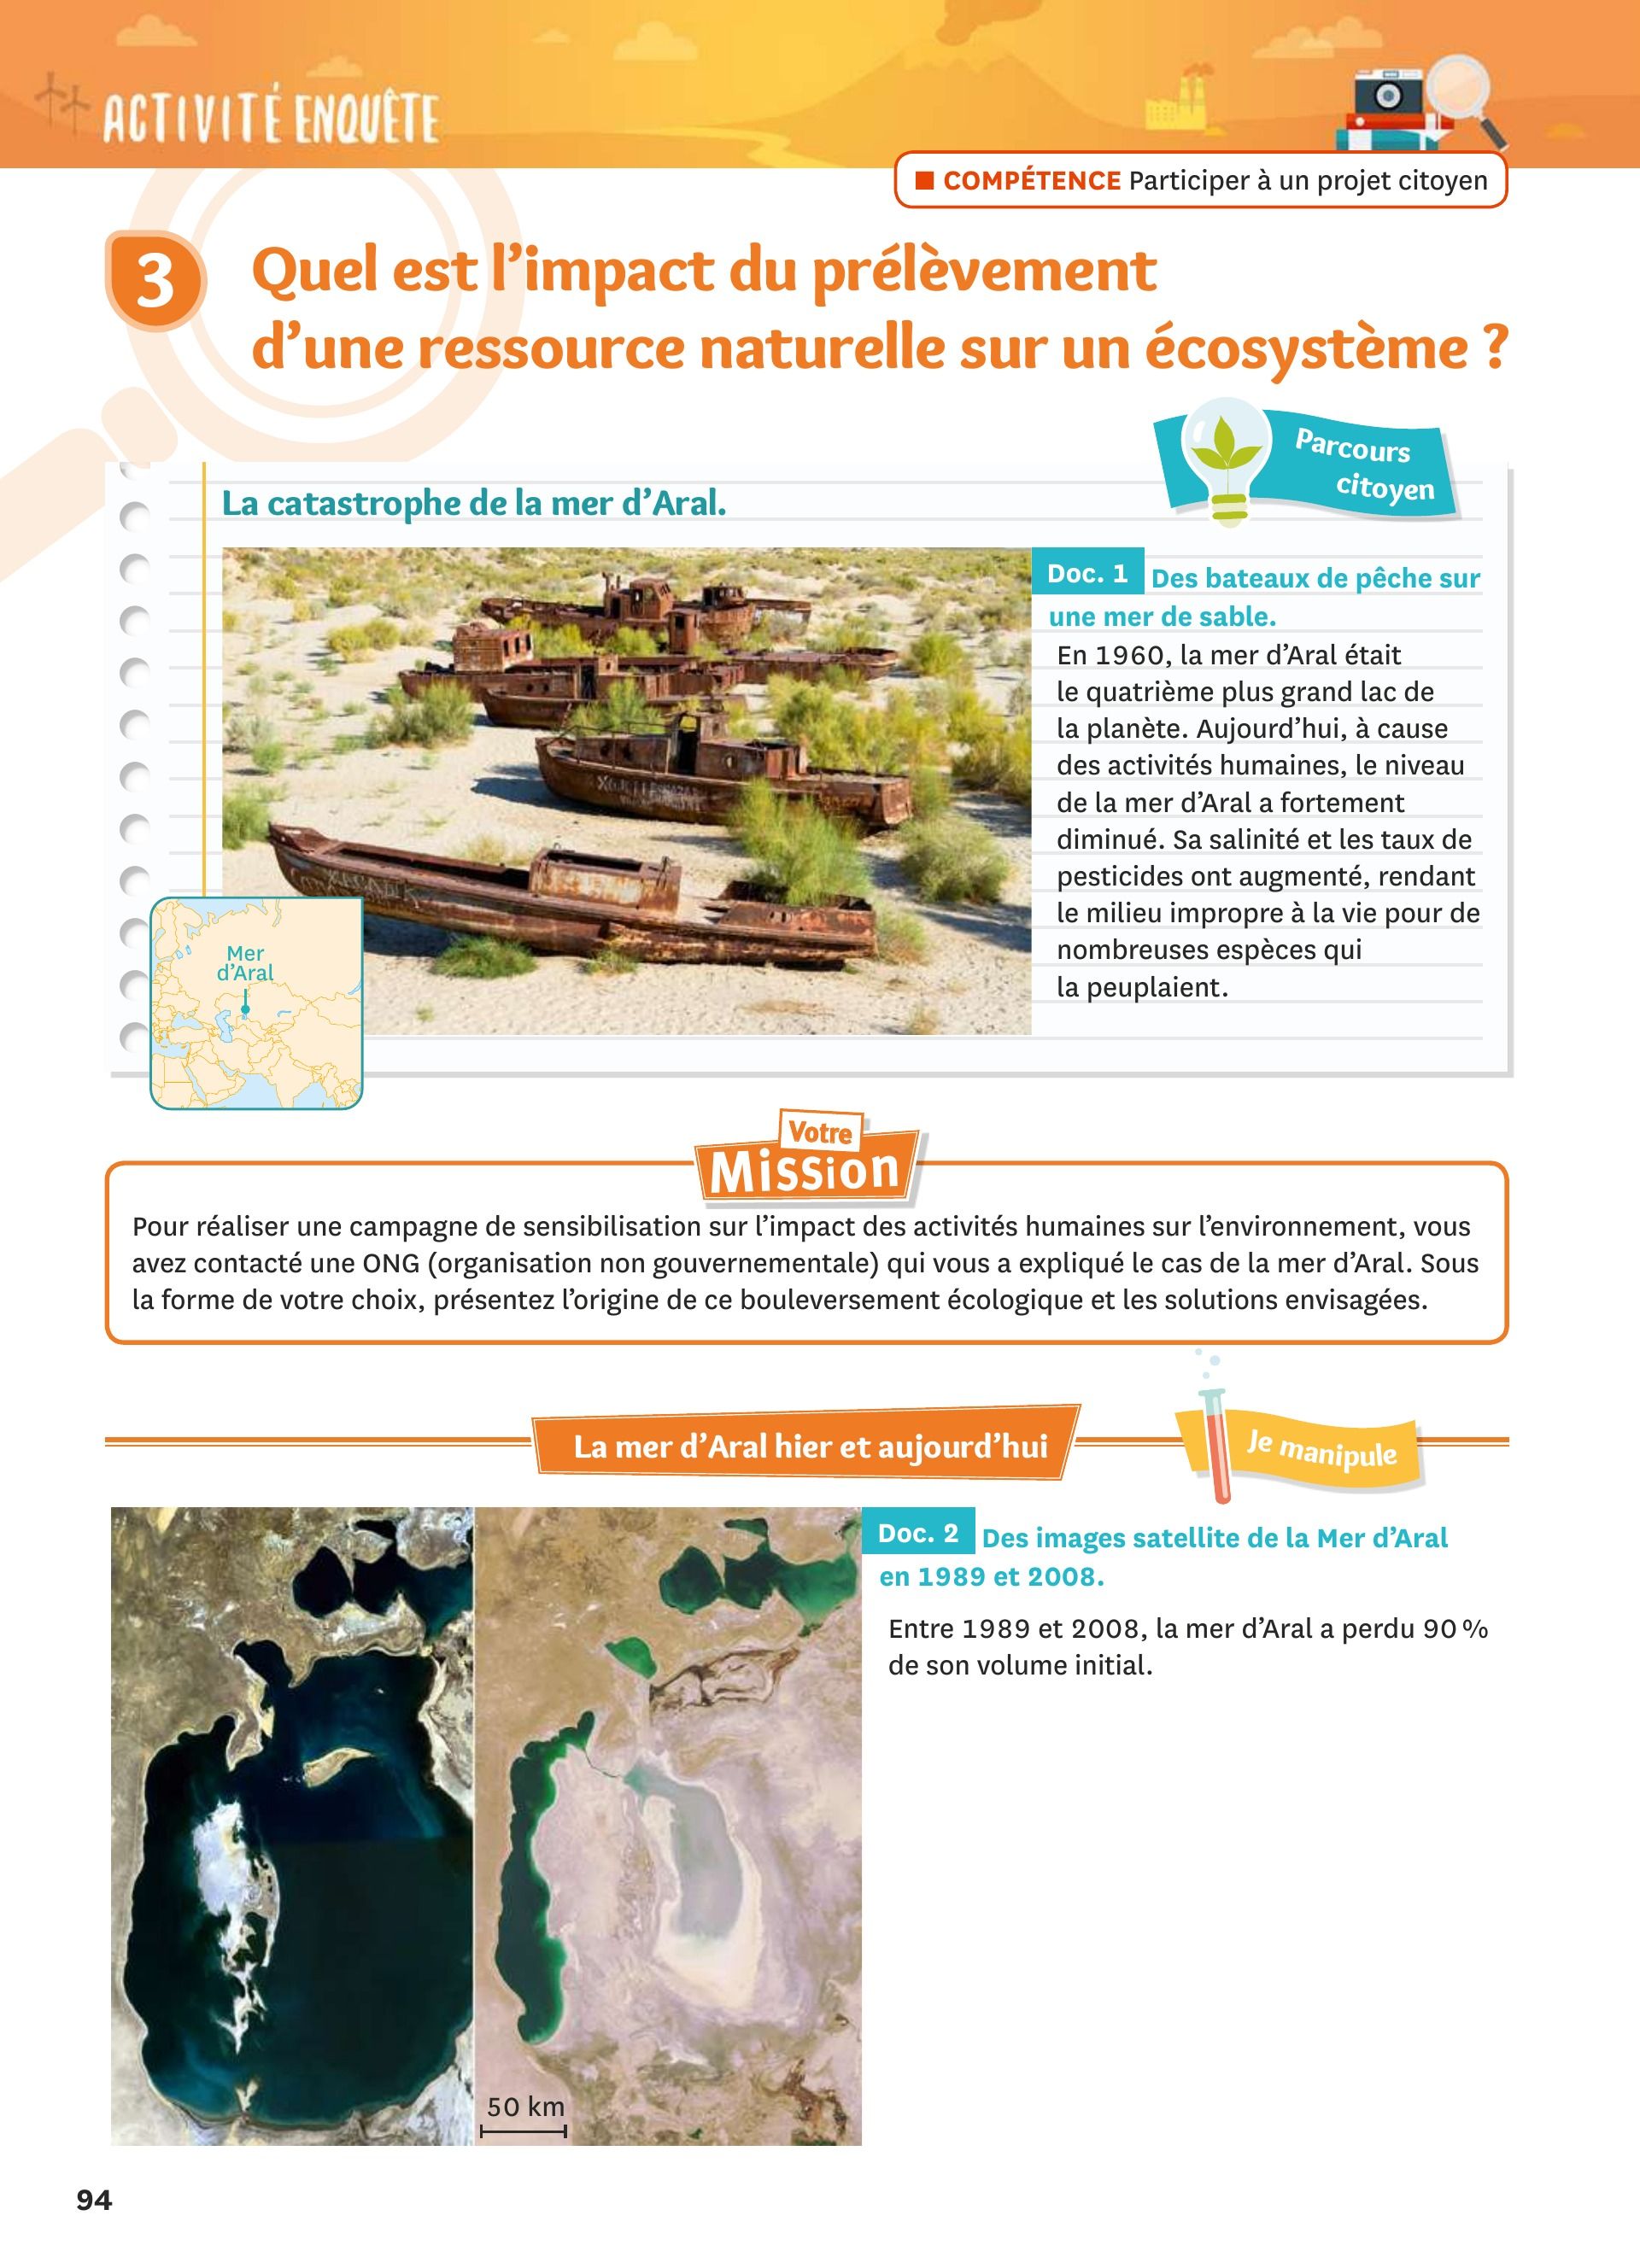 ACTIVITÉ ENQUÊTE
■ COMPÉTENCE Participer à un projet citoyen
3
Quel est l'impact du prélèvement
d'une ressource naturelle sur un écosystème ?
Parcours
citoyen
La catastrophe de la mer d'Aral.
Doc. 1 Des bateaux de pêche sur
une mer de sable.
En 1960, la mer d'Aral était
le quatrième plus grand lac de
la planète. Aujourd'hui, à cause
des activités humaines, le niveau
de la mer d'Aral a fortement
diminué. Sa salinité et les taux de
pesticides ont augmenté, rendant
le milieu impropre à la vie pour de
nombreuses espèces qui
la peuplaient.
Mer
d'Aral
Votre
Mission
Pour réaliser une campagne de sensibilisation sur l'impact des activités humaines sur l'environnement, vous
avez contacté une ONG (organisation non gouvernementale) qui vous a expliqué le cas de la mer d'Aral. Sous
la forme de votre choix, présentez l'origine de ce bouleversement écologique et les solutions envisagées.
La mer d'Aral hier et aujourd'hui
Je manipule
Doc. 2 Des images satellite de la Mer d'Aral
en 1989 et 2008.
Entre 1989 et 2008, la mer d'Aral a perdu 90 %
de son volume initial.
50 km
94